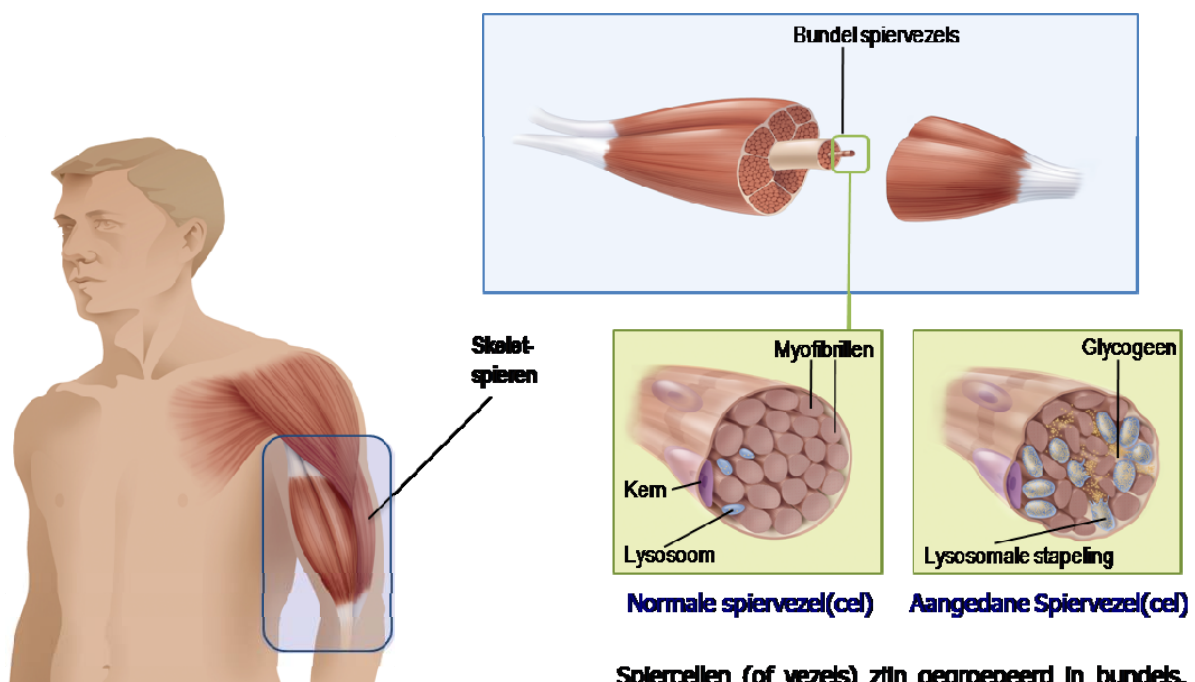 Bundel spiervezels
Skelet-
spieren
Myofibrillen
Glycogeen
Kern
Lysosoom
Lysosomale stapeling
Normale spiervezel(cel)
Aangedane Spiervezel(cel)
Spiercellen (of vezels) zijn gegroepeerd in bundels.